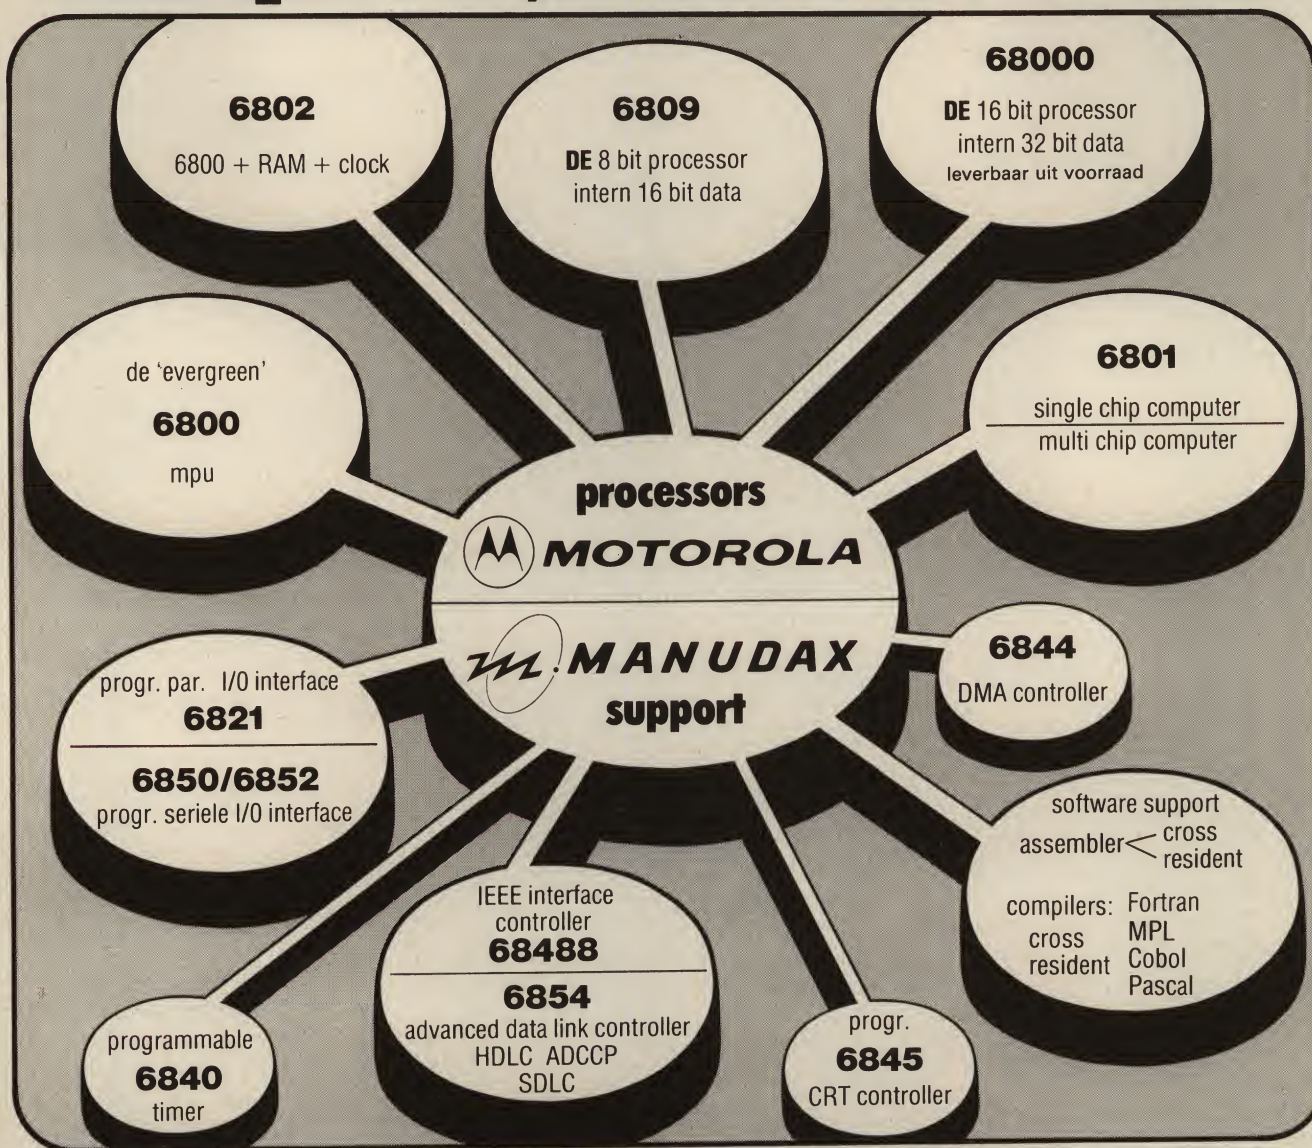 6802
6800 + RAM + clock
6809
DE 8 bit processor
intern 16 bit data
68000
DE 16 bit processor
intern 32 bit data
leverbaar uit voorraad
de 'evergreen'
6800
mpu
6801
single chip computer
multi chip computer
processors
MOTOROLA
MANUDAX
support
6844
DMA controller
progr. par. I/O interface
6821
6850/6852
progr. seriele I/O interface
software support
assembler < cross
resident
compilers: Fortran
cross MPL
resident Cobol
Pascal
IEEE interface
controller
68488
6854
advanced data link controller
HDLC ADCCP
SDLC
programmable
6840
timer
progr.
6845
CRT controller